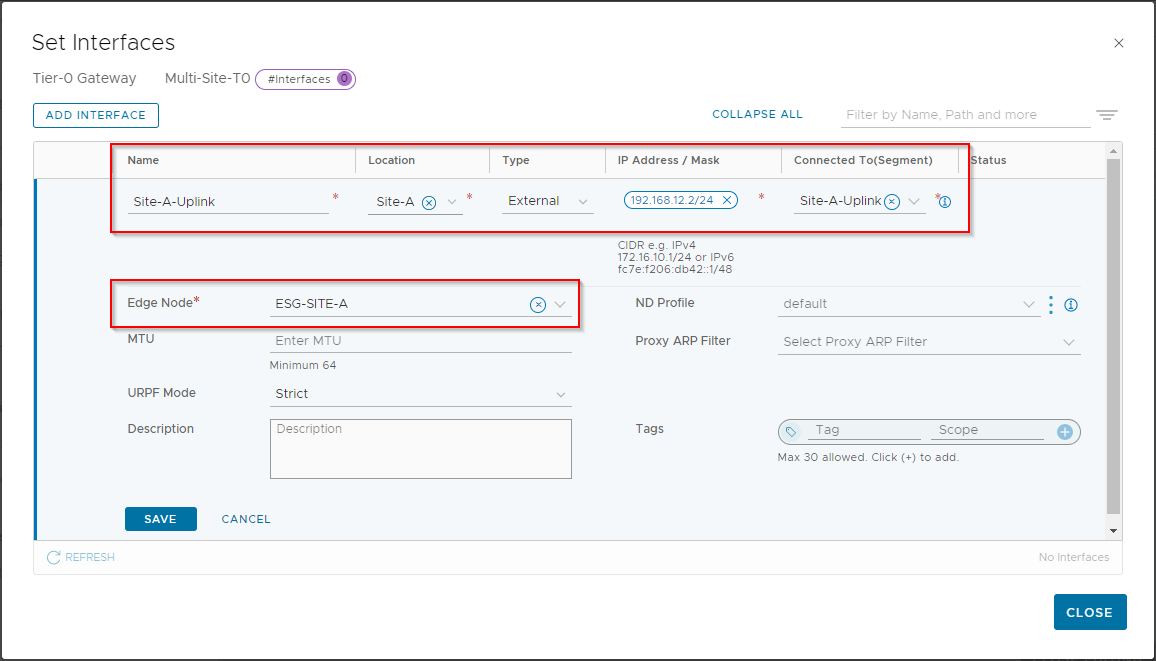 Set Interfaces
Tier-0 Gateway Multi-Site-T0 #Interfaces 0
ADD INTERFACE COLLAPSE ALL Filter by Name, Path and more
Name Location Type IP Address / Mask Connected To(Segment) Status
Site-A-Uplink * Site-A * External 192.168.12.2/24 * Site-A-Uplink *
CIDR e.g. IPv4
172.16.10.1/24 or IPv6
fc7e:f206:db42::1/48
Edge Node* ESG-SITE-A ND Profile default
MTU Enter MTU Proxy ARP Filter Select Proxy ARP Filter
Minimum 64
URPF Mode Strict
Description Description Tags Tag Scope
Max 30 allowed. Click (+) to add.
SAVE CANCEL
REFRESH No Interfaces
CLOSE